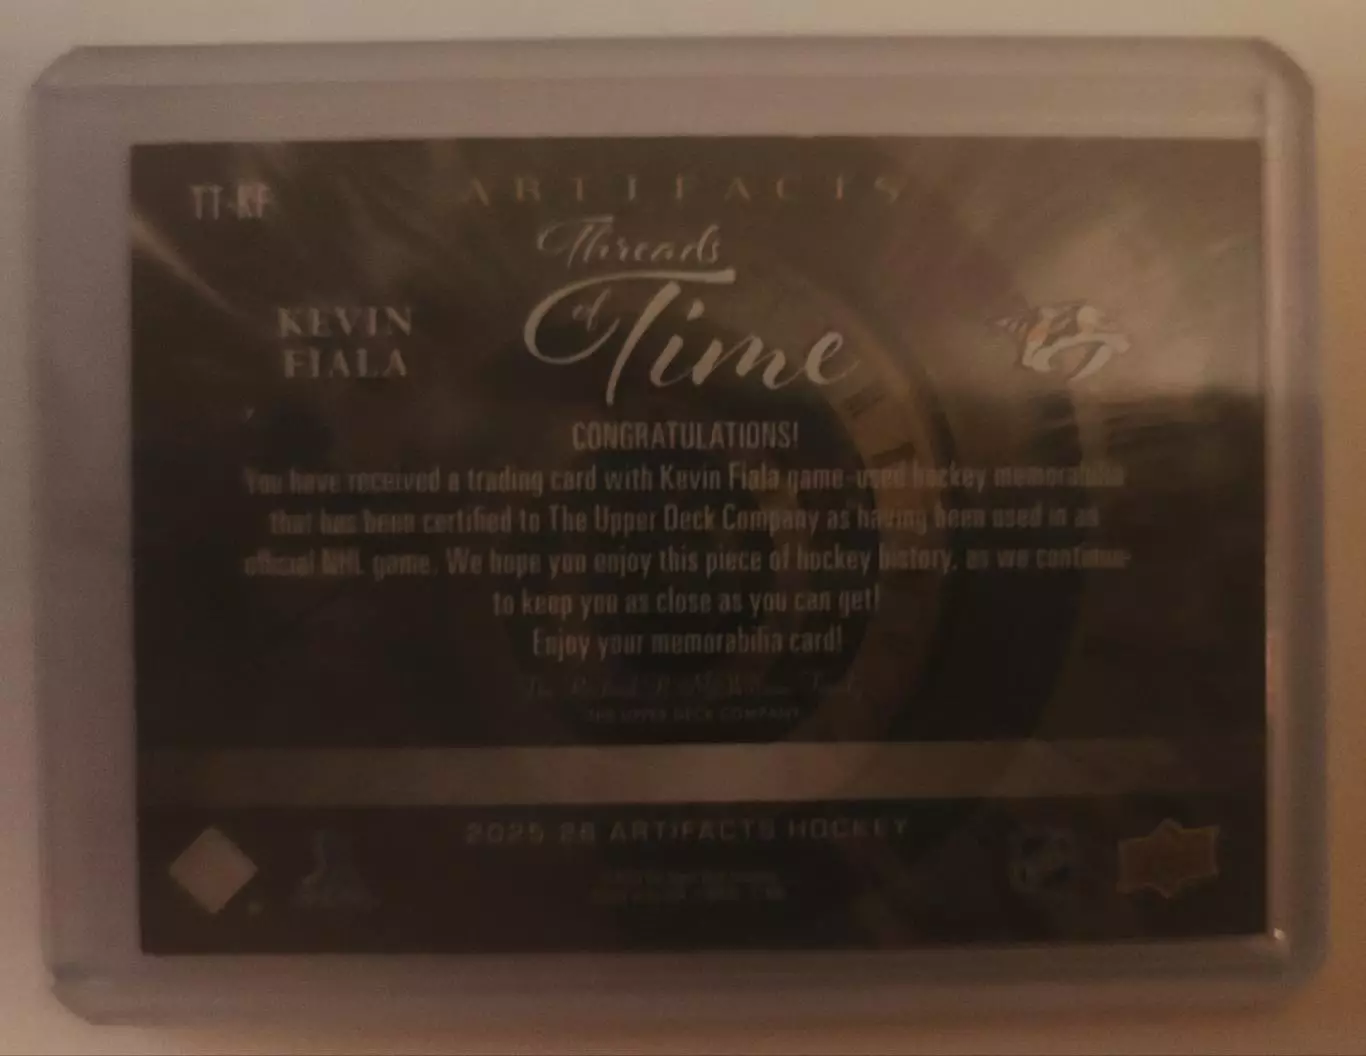 TT-KF
ARTIFACTS
Threads
of Time
KEVIN
FIALA
CONGRATULATIONS!
You have received a trading card with Kevin Fiala game-used hockey memorabilia
that has been certified to The Upper Deck Company as having been used in an
official NHL game. We hope you enjoy this piece of hockey history, as we continue
to keep you as close as you can get!
Enjoy your memorabilia card!
THE UPPER DECK COMPANY
2025-26 ARTIFACTS HOCKEY